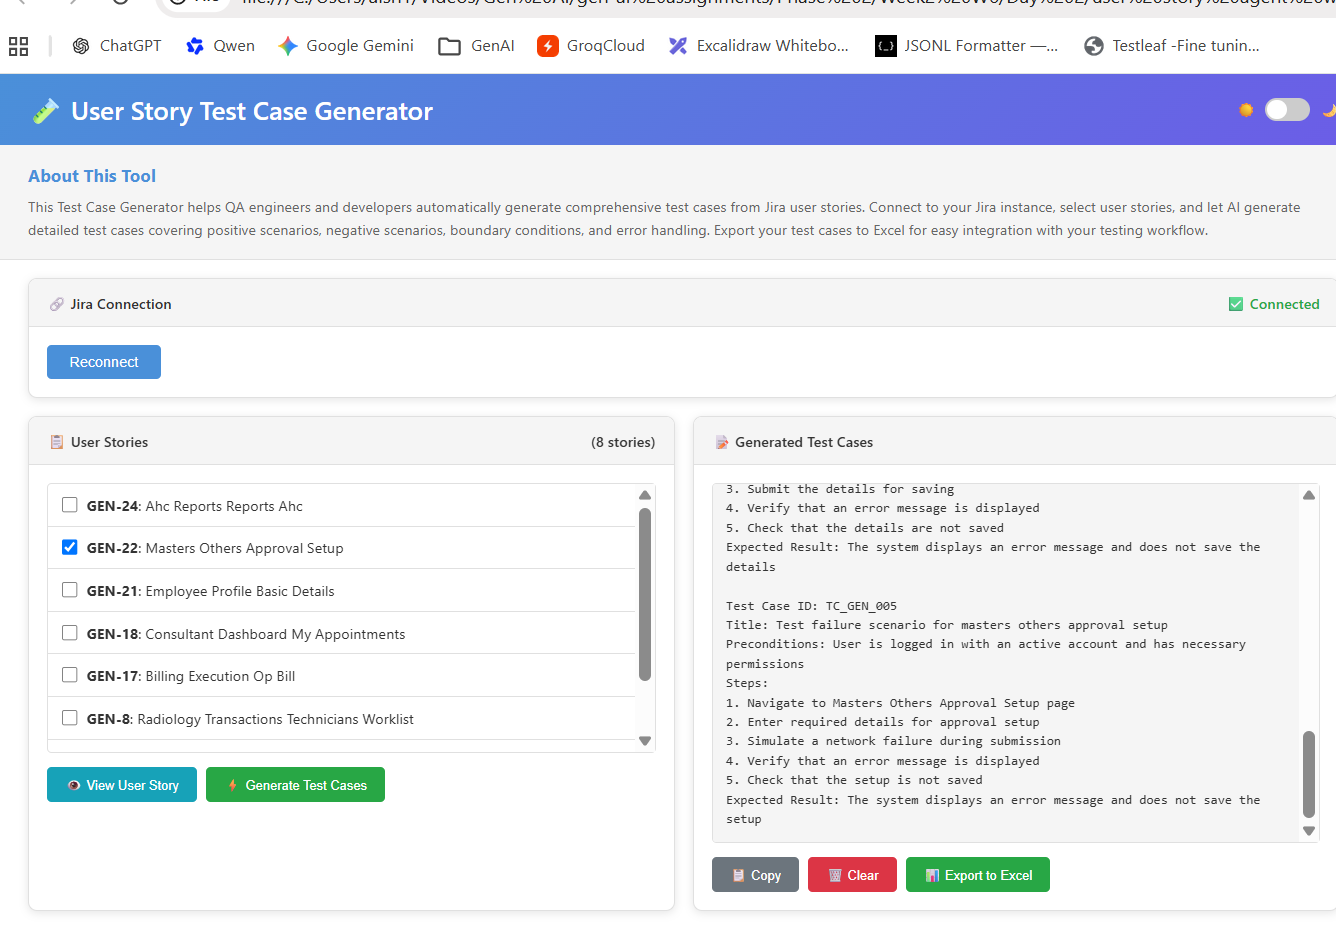 ChatGPT
Qwen
Google Gemini
GenAI
GroqCloud
Excalidraw Whitebo...
JSONL Formatter —...
Testleaf -Fine tunin...
User Story Test Case Generator
About This Tool
This Test Case Generator helps QA engineers and developers automatically generate comprehensive test cases from Jira user stories. Connect to your Jira instance, select user stories, and let AI generate
detailed test cases covering positive scenarios, negative scenarios, boundary conditions, and error handling. Export your test cases to Excel for easy integration with your testing workflow.
Jira Connection
Connected
Reconnect
User Stories
(8 stories)
GEN-24: Ahc Reports Reports Ahc
GEN-22: Masters Others Approval Setup
GEN-21: Employee Profile Basic Details
GEN-18: Consultant Dashboard My Appointments
GEN-17: Billing Execution Op Bill
GEN-8: Radiology Transactions Technicians Worklist
View User Story
Generate Test Cases
Generated Test Cases
3. Submit the details for saving
4. Verify that an error message is displayed
5. Check that the details are not saved
Expected Result: The system displays an error message and does not save the
details
Test Case ID: TC_GEN_005
Title: Test failure scenario for masters others approval setup
Preconditions: User is logged in with an active account and has necessary
permissions
Steps:
1. Navigate to Masters Others Approval Setup page
2. Enter required details for approval setup
3. Simulate a network failure during submission
4. Verify that an error message is displayed
5. Check that the setup is not saved
Expected Result: The system displays an error message and does not save the
setup
Copy
Clear
Export to Excel